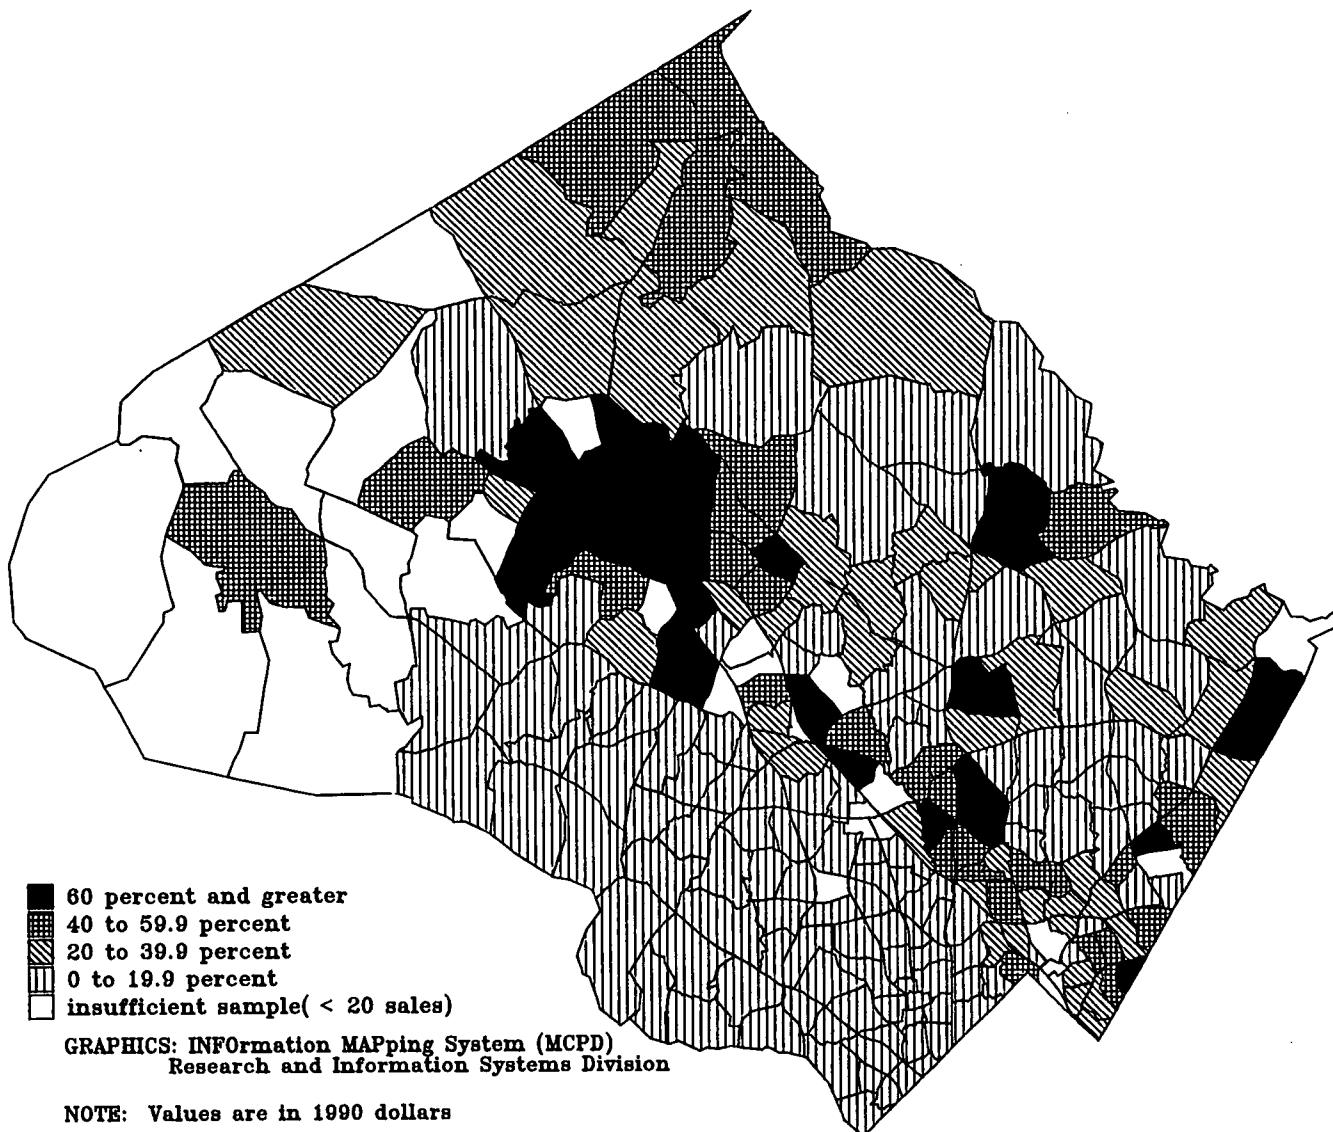 60 percent and greater
40 to 59.9 percent
20 to 39.9 percent
0 to 19.9 percent
insufficient sample( < 20 sales)
GRAPHICS: INFOrmation MAPping System (MCPD)
Research and Information Systems Division
NOTE: Values are in 1990 dollars